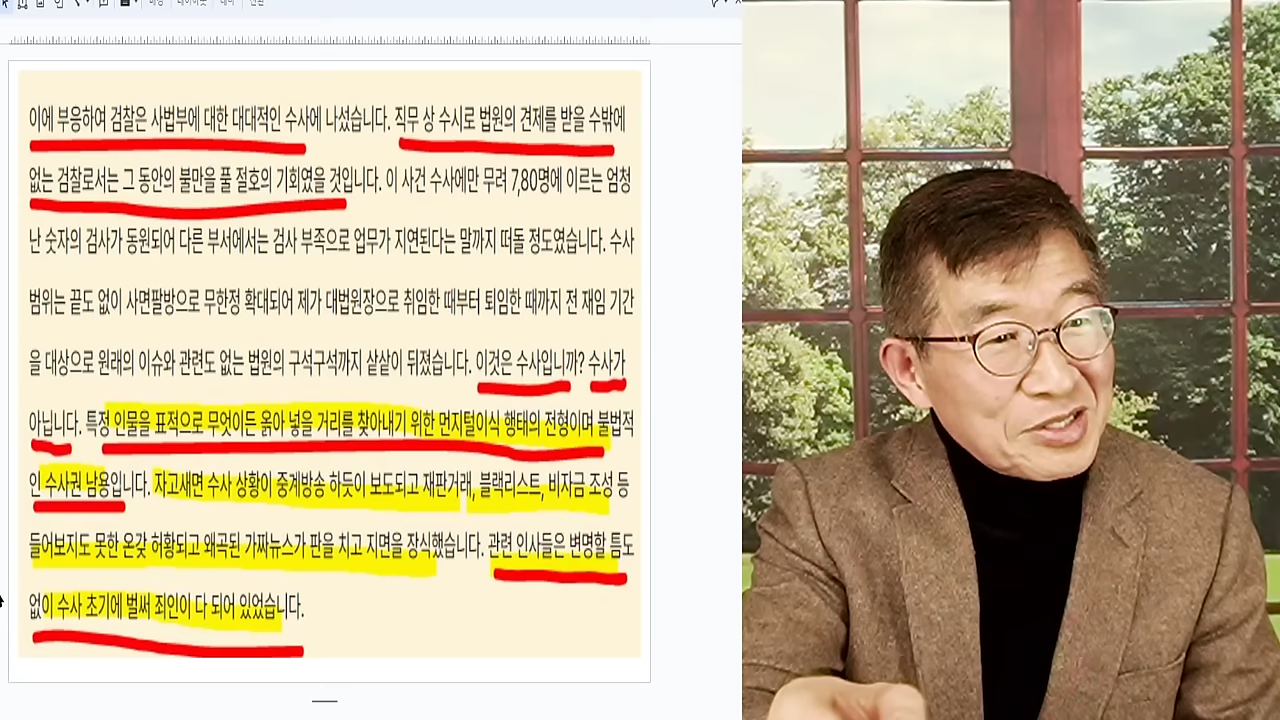 이에 부응하여 검찰은 사법부에 대한 대대적인 수사에 나섰습니다. 직무 상 수시로 법원의 견제를 받을 수밖에
없는 검찰로서는 그 동안의 불만을 풀 절호의 기회였을 것입니다. 이 사건 수사에만 무려 7,80명에 이르는 엄청
난 숫자의 검사가 동원되어 다른 부서에서는 검사 부족으로 업무가 지연된다는 말까지 떠돌 정도였습니다. 수사
범위는 끝도 없이 사면팔방으로 무한정 확대되어 제가 대법원장으로 취임한 때부터 퇴임한 때까지 전 재임 기간
을 대상으로 원래의 이슈와 관련도 없는 법원의 구석구석까지 샅샅이 뒤졌습니다. 이것은 수사입니까? 수사가
아닙니다. 특정 인물을 표적으로 무엇이든 옭아 넣을 거리를 찾아내기 위한 먼지털이식 행태의 전형이며 불법적
인 수사권 남용입니다. 자고새면 수사 상황이 중계방송 하듯이 보도되고 재판거래, 블랙리스트, 비자금 조성 등
들어보지도 못한 온갖 허황되고 왜곡된 가짜뉴스가 판을 치고 지면을 장식했습니다. 관련 인사들은 변명할 틈도
없이 수사 초기에 벌써 죄인이 다 되어 있었습니다.